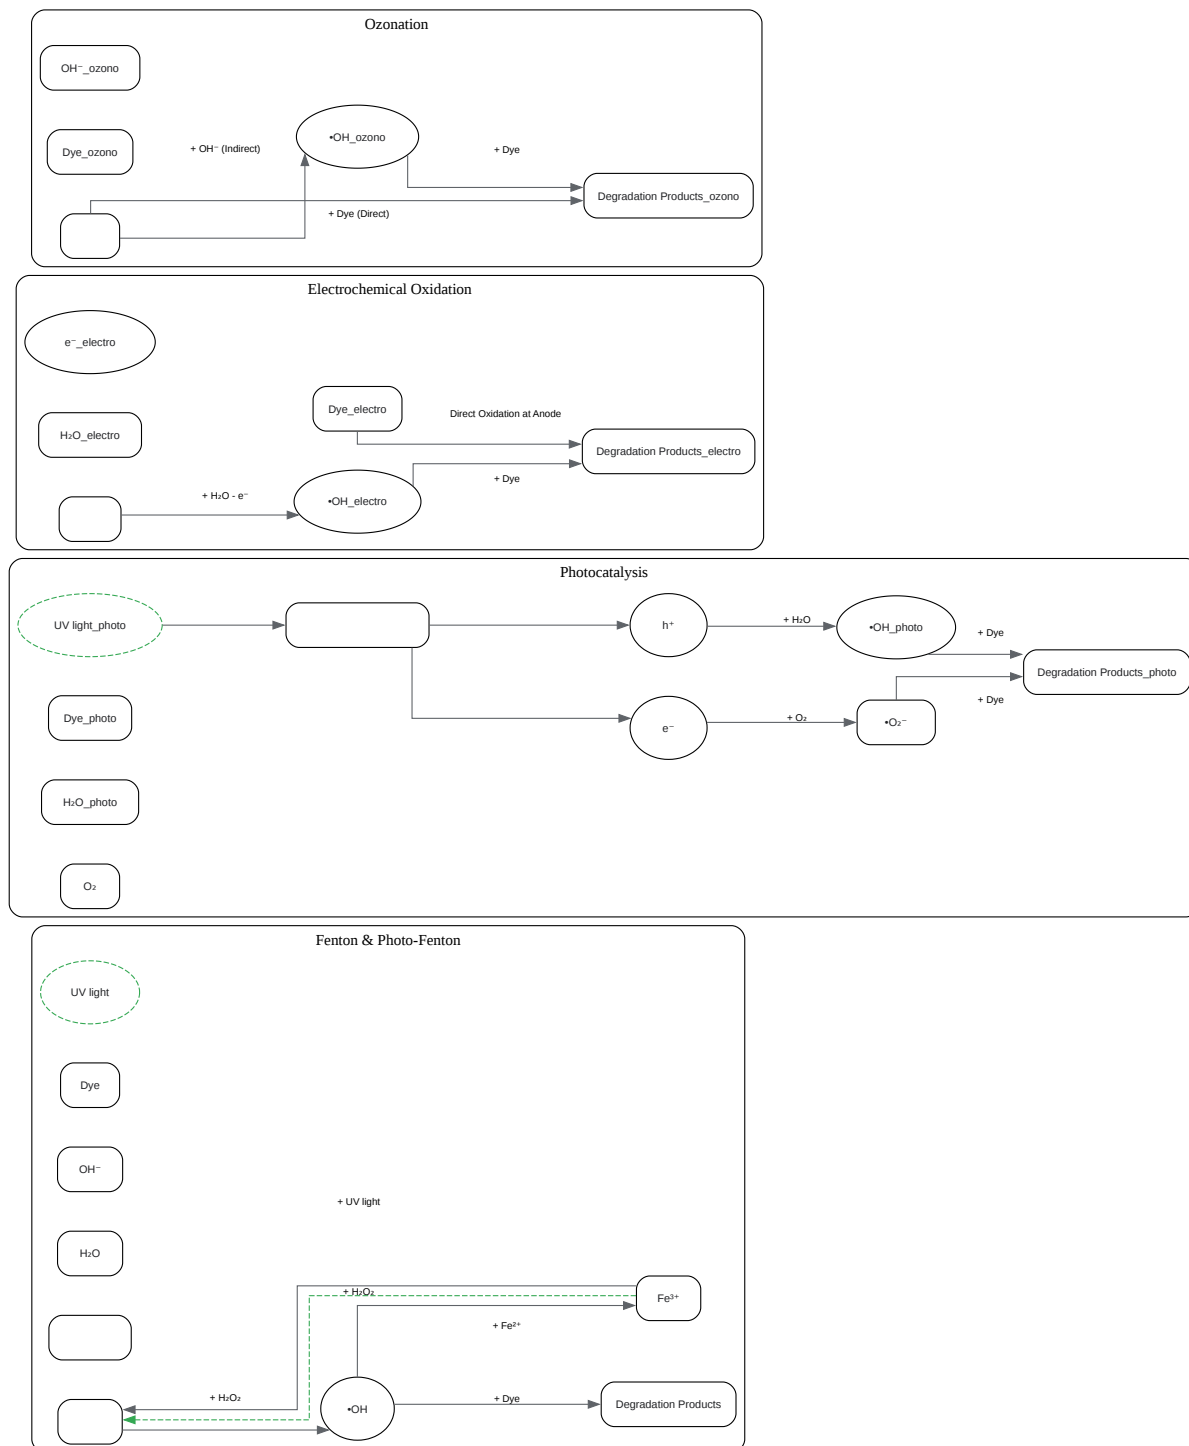 Ozonation
OH⁻_ozono
•OH_ozono
Dye_ozono
+ OH⁻ (Indirect)
+ Dye
Degradation Products_ozono
+ Dye (Direct)
Electrochemical Oxidation
e⁻_electro
Dye_electro
Direct Oxidation at Anode
H₂O_electro
Degradation Products_electro
+ Dye
+ H₂O - e⁻
•OH_electro
Photocatalysis
UV light_photo
h⁺
+ H₂O
•OH_photo
+ Dye
Degradation Products_photo
Dye_photo
e⁻
+ O₂
•O₂⁻
+ Dye
H₂O_photo
O₂
Fenton & Photo-Fenton
UV light
Dye
OH⁻
+ UV light
H₂O
+ H₂O₂
Fe³⁺
+ Fe²⁺
+ H₂O₂
•OH
+ Dye
Degradation Products